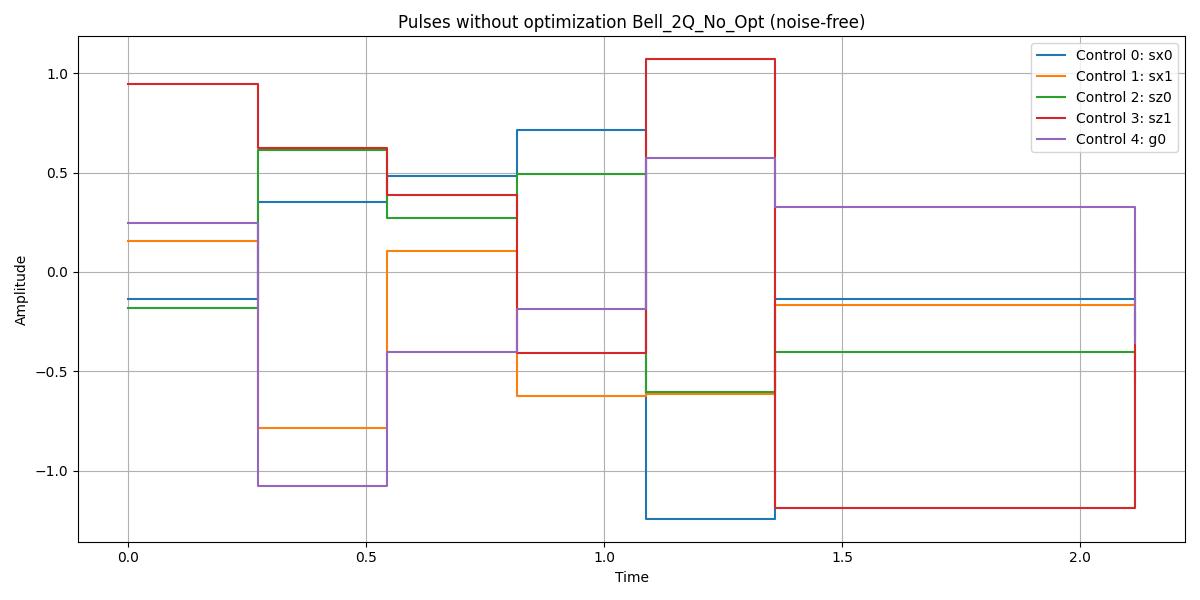 Pulses without optimization Bell_2Q_No_Opt (noise-free)
Control 0: sx0
Control 1: sx1
Control 2: sz0
Control 3: sz1
Control 4: g0
Amplitude
1.0
0.5
0.0
−0.5
−1.0
0.0 0.5 1.0 1.5 2.0
Time